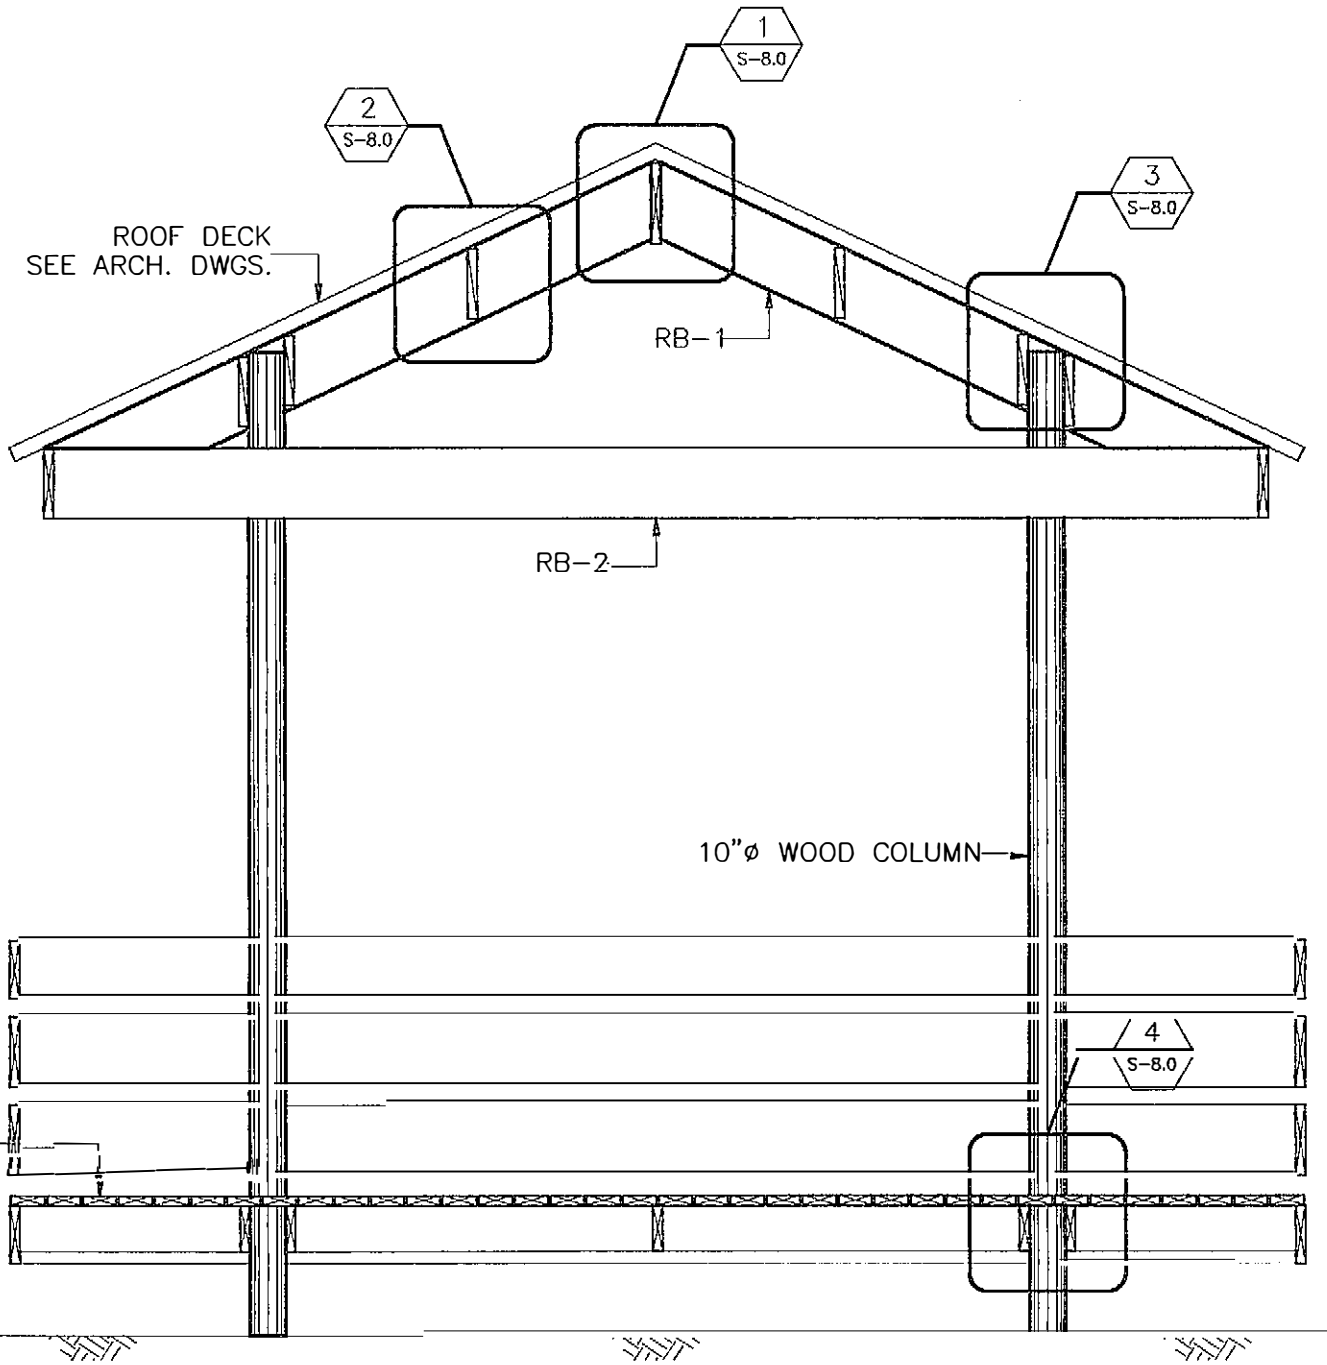 1
S-8.0
2
S-8.0
3
S-8.0
ROOF DECK
SEE ARCH. DWGS.
RB-1
RB-2
10"ø WOOD COLUMN
4
S-8.0